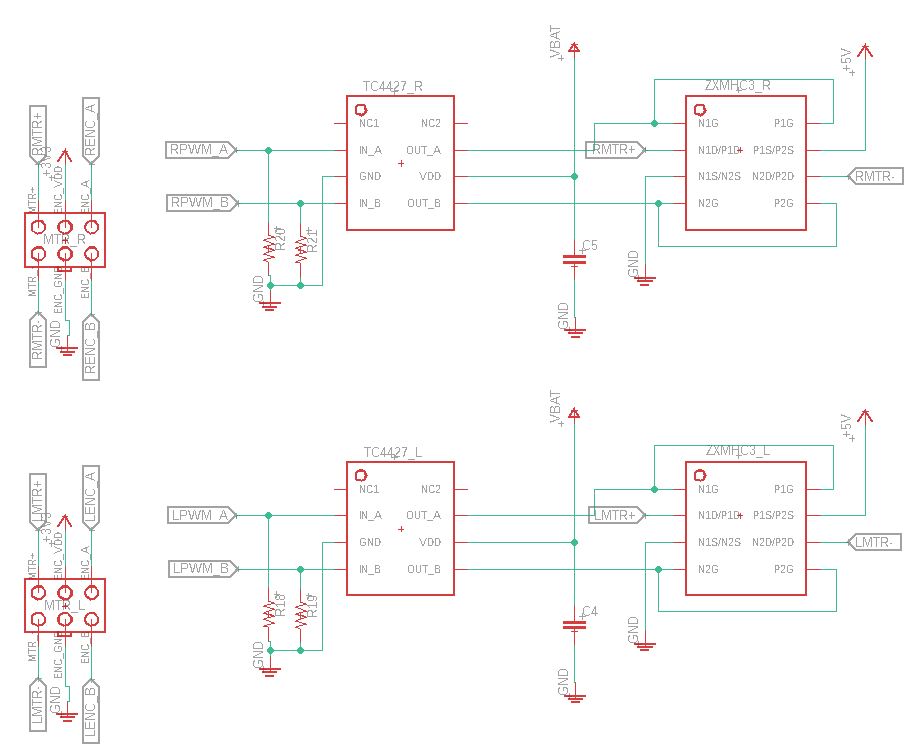 VBAT
+5V
TC4427_R
ZXMHC3_R
RMTR+
+3V3
RENC_A
NC1
NC2
N1G
P1G
RPWM_A
IN_A
OUT_A
RMTR+
N1D/P1D
P1S/P2S
GND
VDD
N1S/N2S
N2D/P2D
RMTR-
RPWM_B
IN_B
OUT_B
N2G
P2G
MTR+
ENC_VDD
ENC_A
MTR_R
R20
R21
C5
MTR-
ENC_GND
ENC_B
GND
GND
GND
GND
RMTR-
RENC_B
VBAT
+5V
TC4427_L
ZXMHC3_L
LMTR+
+3V3
LENC_A
NC1
NC2
N1G
P1G
LPWM_A
IN_A
OUT_A
LMTR+
N1D/P1D
P1S/P2S
GND
VDD
N1S/N2S
N2D/P2D
LMTR-
LPWM_B
IN_B
OUT_B
N2G
P2G
MTR+
ENC_VDD
ENC_A
MTR_L
R18
R19
C4
MTR-
ENC_GND
ENC_B
GND
GND
GND
GND
LMTR-
LENC_B